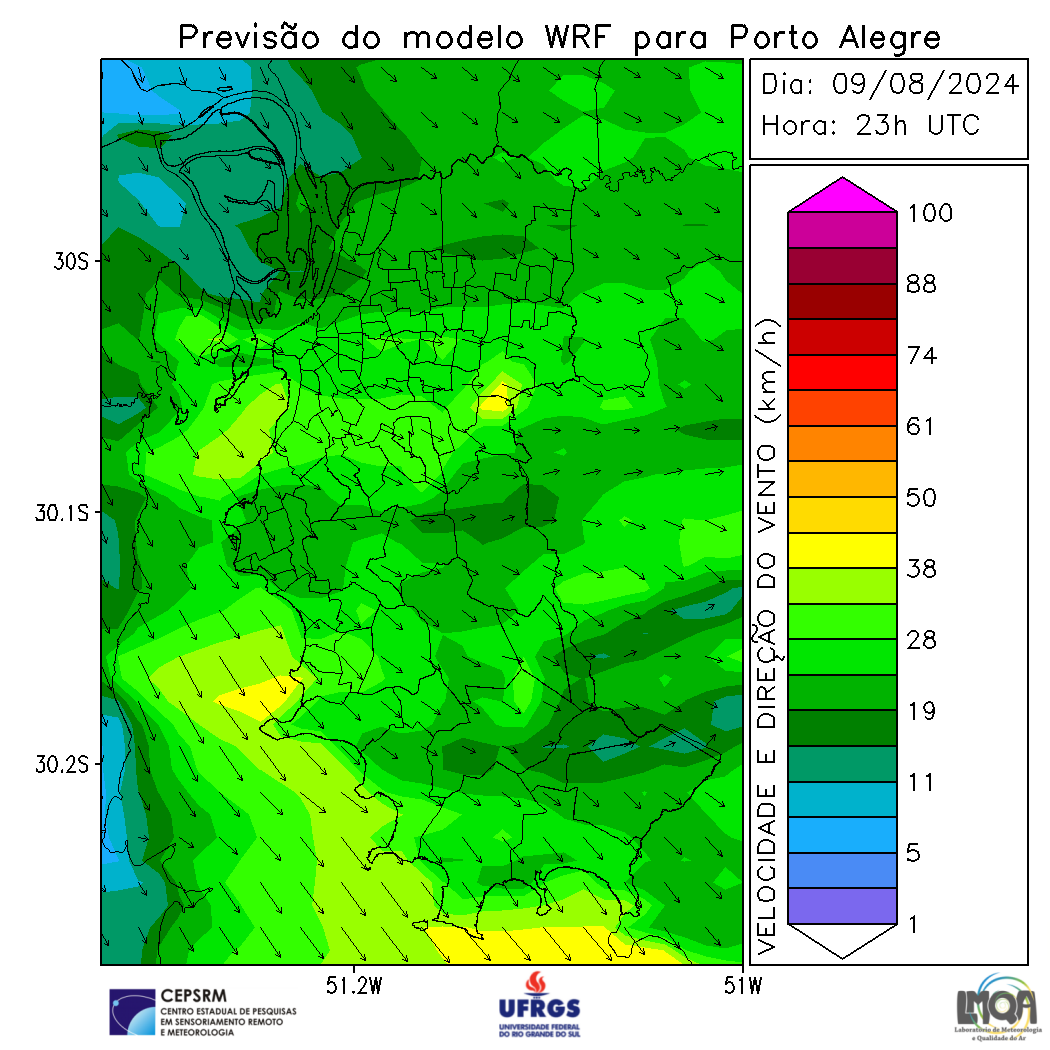 Previsão do modelo WRF para Porto Alegre
Dia: 09/08/2024
Hora: 23h UTC
30S
30.1S
30.2S
51.2W
51W
VELOCIDADE E DIREÇÃO DO VENTO (km/h)
100
88
74
61
50
38
28
19
11
5
1
CEPSRM
CENTRO ESTADUAL DE PESQUISAS
EM SENSORIAMENTO REMOTO
E METEOROLOGIA
UFRGS
UNIVERSIDADE FEDERAL
DO RIO GRANDE DO SUL
LMQA
Laboratório de Meteorologia
e Qualidade do Ar